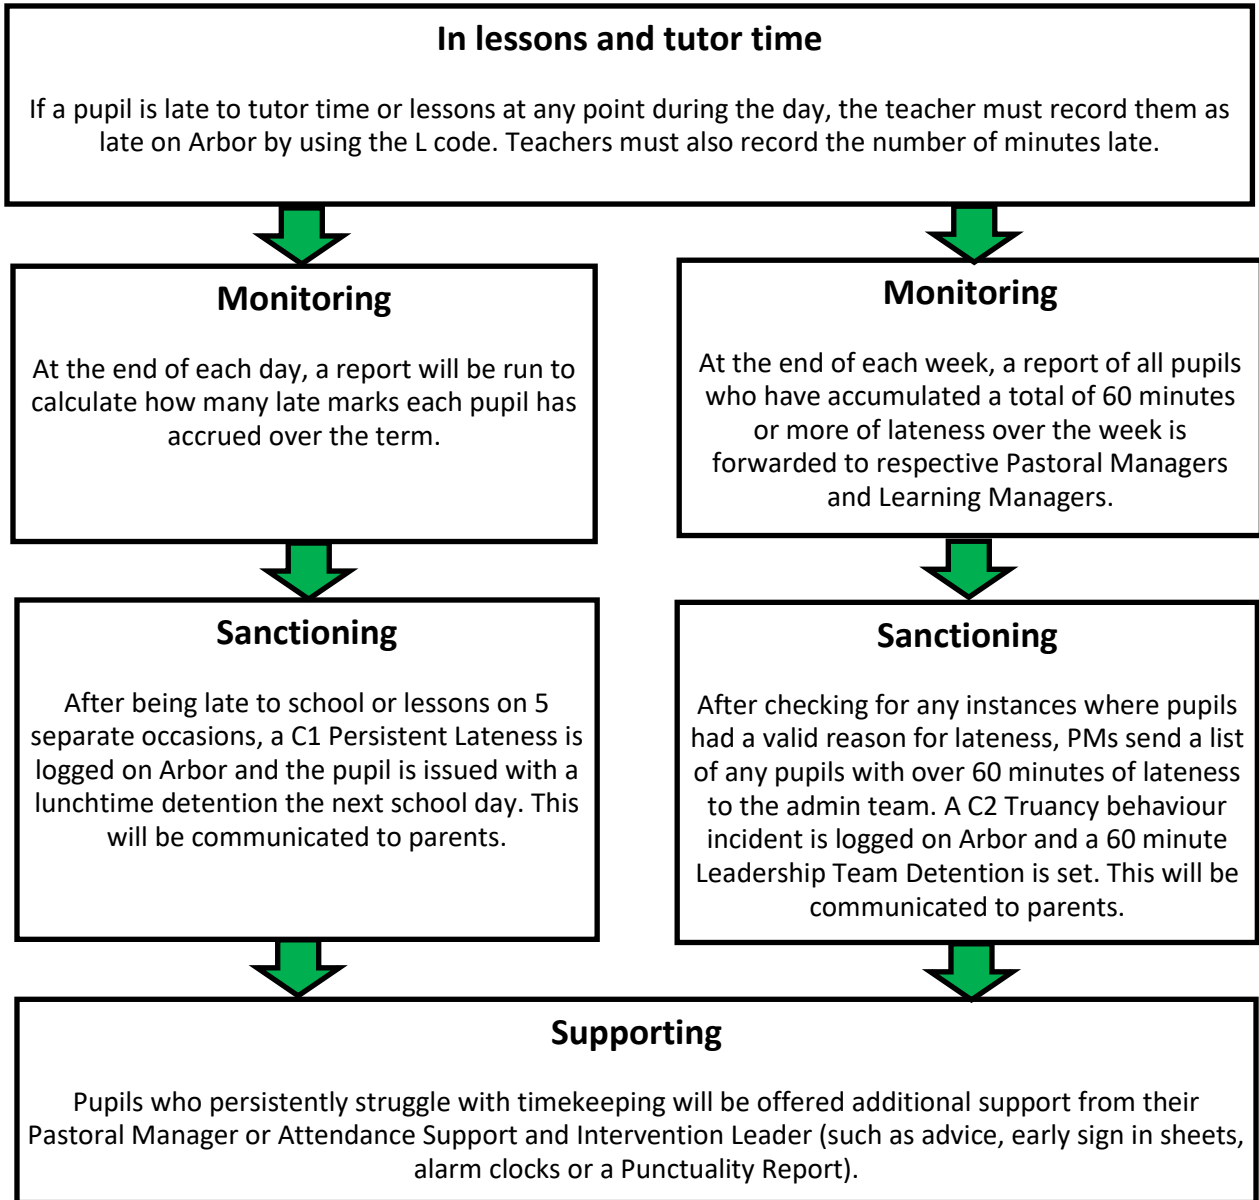 In lessons and tutor time
If a pupil is late to tutor time or lessons at any point during the day, the teacher must record them as
late on Arbor by using the L code. Teachers must also record the number of minutes late.
Monitoring
At the end of each day, a report will be run to
calculate how many late marks each pupil has
accrued over the term.
Monitoring
At the end of each week, a report of all pupils
who have accumulated a total of 60 minutes
or more of lateness over the week is
forwarded to respective Pastoral Managers
and Learning Managers.
Sanctioning
After being late to school or lessons on 5
separate occasions, a C1 Persistent Lateness is
logged on Arbor and the pupil is issued with a
lunchtime detention the next school day. This
will be communicated to parents.
Sanctioning
After checking for any instances where pupils
had a valid reason for lateness, PMs send a list
of any pupils with over 60 minutes of lateness
to the admin team. A C2 Truancy behaviour
incident is logged on Arbor and a 60 minute
Leadership Team Detention is set. This will be
communicated to parents.
Supporting
Pupils who persistently struggle with timekeeping will be offered additional support from their
Pastoral Manager or Attendance Support and Intervention Leader (such as advice, early sign in sheets,
alarm clocks or a Punctuality Report).